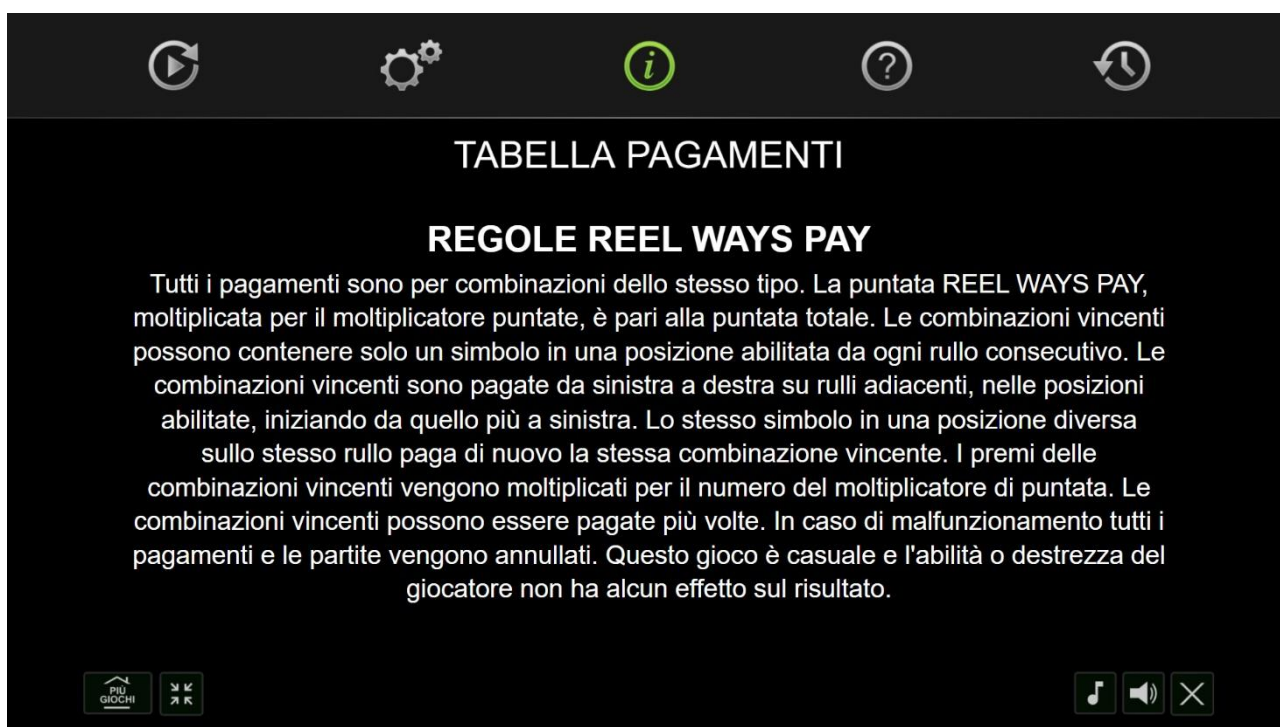 TABELLA PAGAMENTI
REGOLE REEL WAYS PAY
Tutti i pagamenti sono per combinazioni dello stesso tipo. La puntata REEL WAYS PAY,
moltiplicata per il moltiplicatore puntate, è pari alla puntata totale. Le combinazioni vincenti
possono contenere solo un simbolo in una posizione abilitata da ogni rullo consecutivo. Le
combinazioni vincenti sono pagate da sinistra a destra su rulli adiacenti, nelle posizioni
abilitate, iniziando da quello più a sinistra. Lo stesso simbolo in una posizione diversa
sullo stesso rullo paga di nuovo la stessa combinazione vincente. I premi delle
combinazioni vincenti vengono moltiplicati per il numero del moltiplicatore di puntata. Le
combinazioni vincenti possono essere pagate più volte. In caso di malfunzionamento tutti i
pagamenti e le partite vengono annullati. Questo gioco è casuale e l'abilità o destrezza del
giocatore non ha alcun effetto sul risultato.
PIÙ
GIOCHI